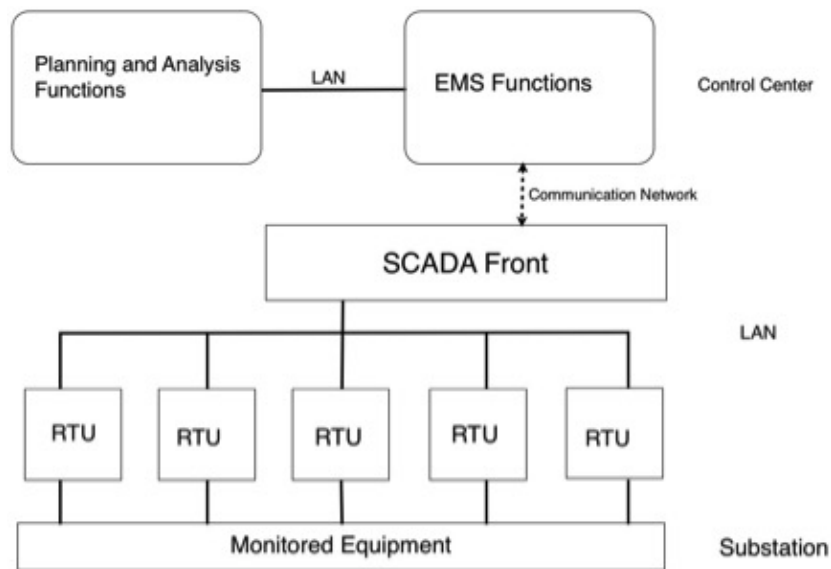 Planning and Analysis
Functions
LAN
EMS Functions
Control Center
Communication Network
SCADA Front
LAN
RTU
RTU
RTU
RTU
RTU
Monitored Equipment
Substation